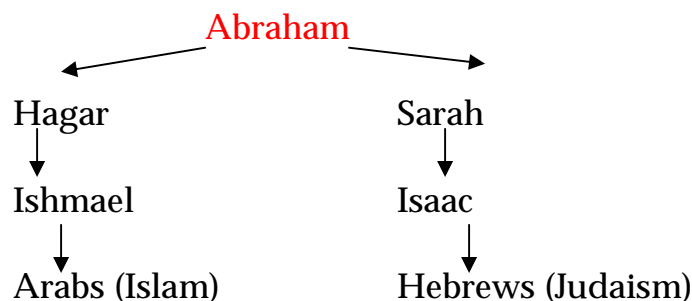 Abraham
Hagar Sarah
Ishmael Isaac
Arabs (Islam) Hebrews (Judaism)